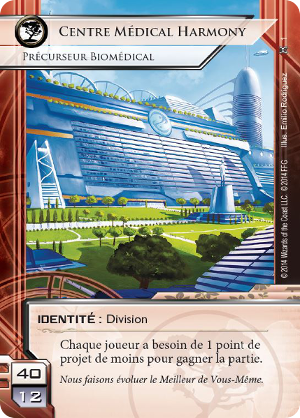 Centre Médical Harmony
Précurseur Biomédical
1
Illus. Emilio Rodríguez
© 2014 Wizards of the Coast LLC. © 2014 FFG
IDENTITÉ : Division
Chaque joueur a besoin de 1 point de
projet de moins pour gagner la partie.
Nous faisons évoluer le Meilleur de Vous-Même.
40
12